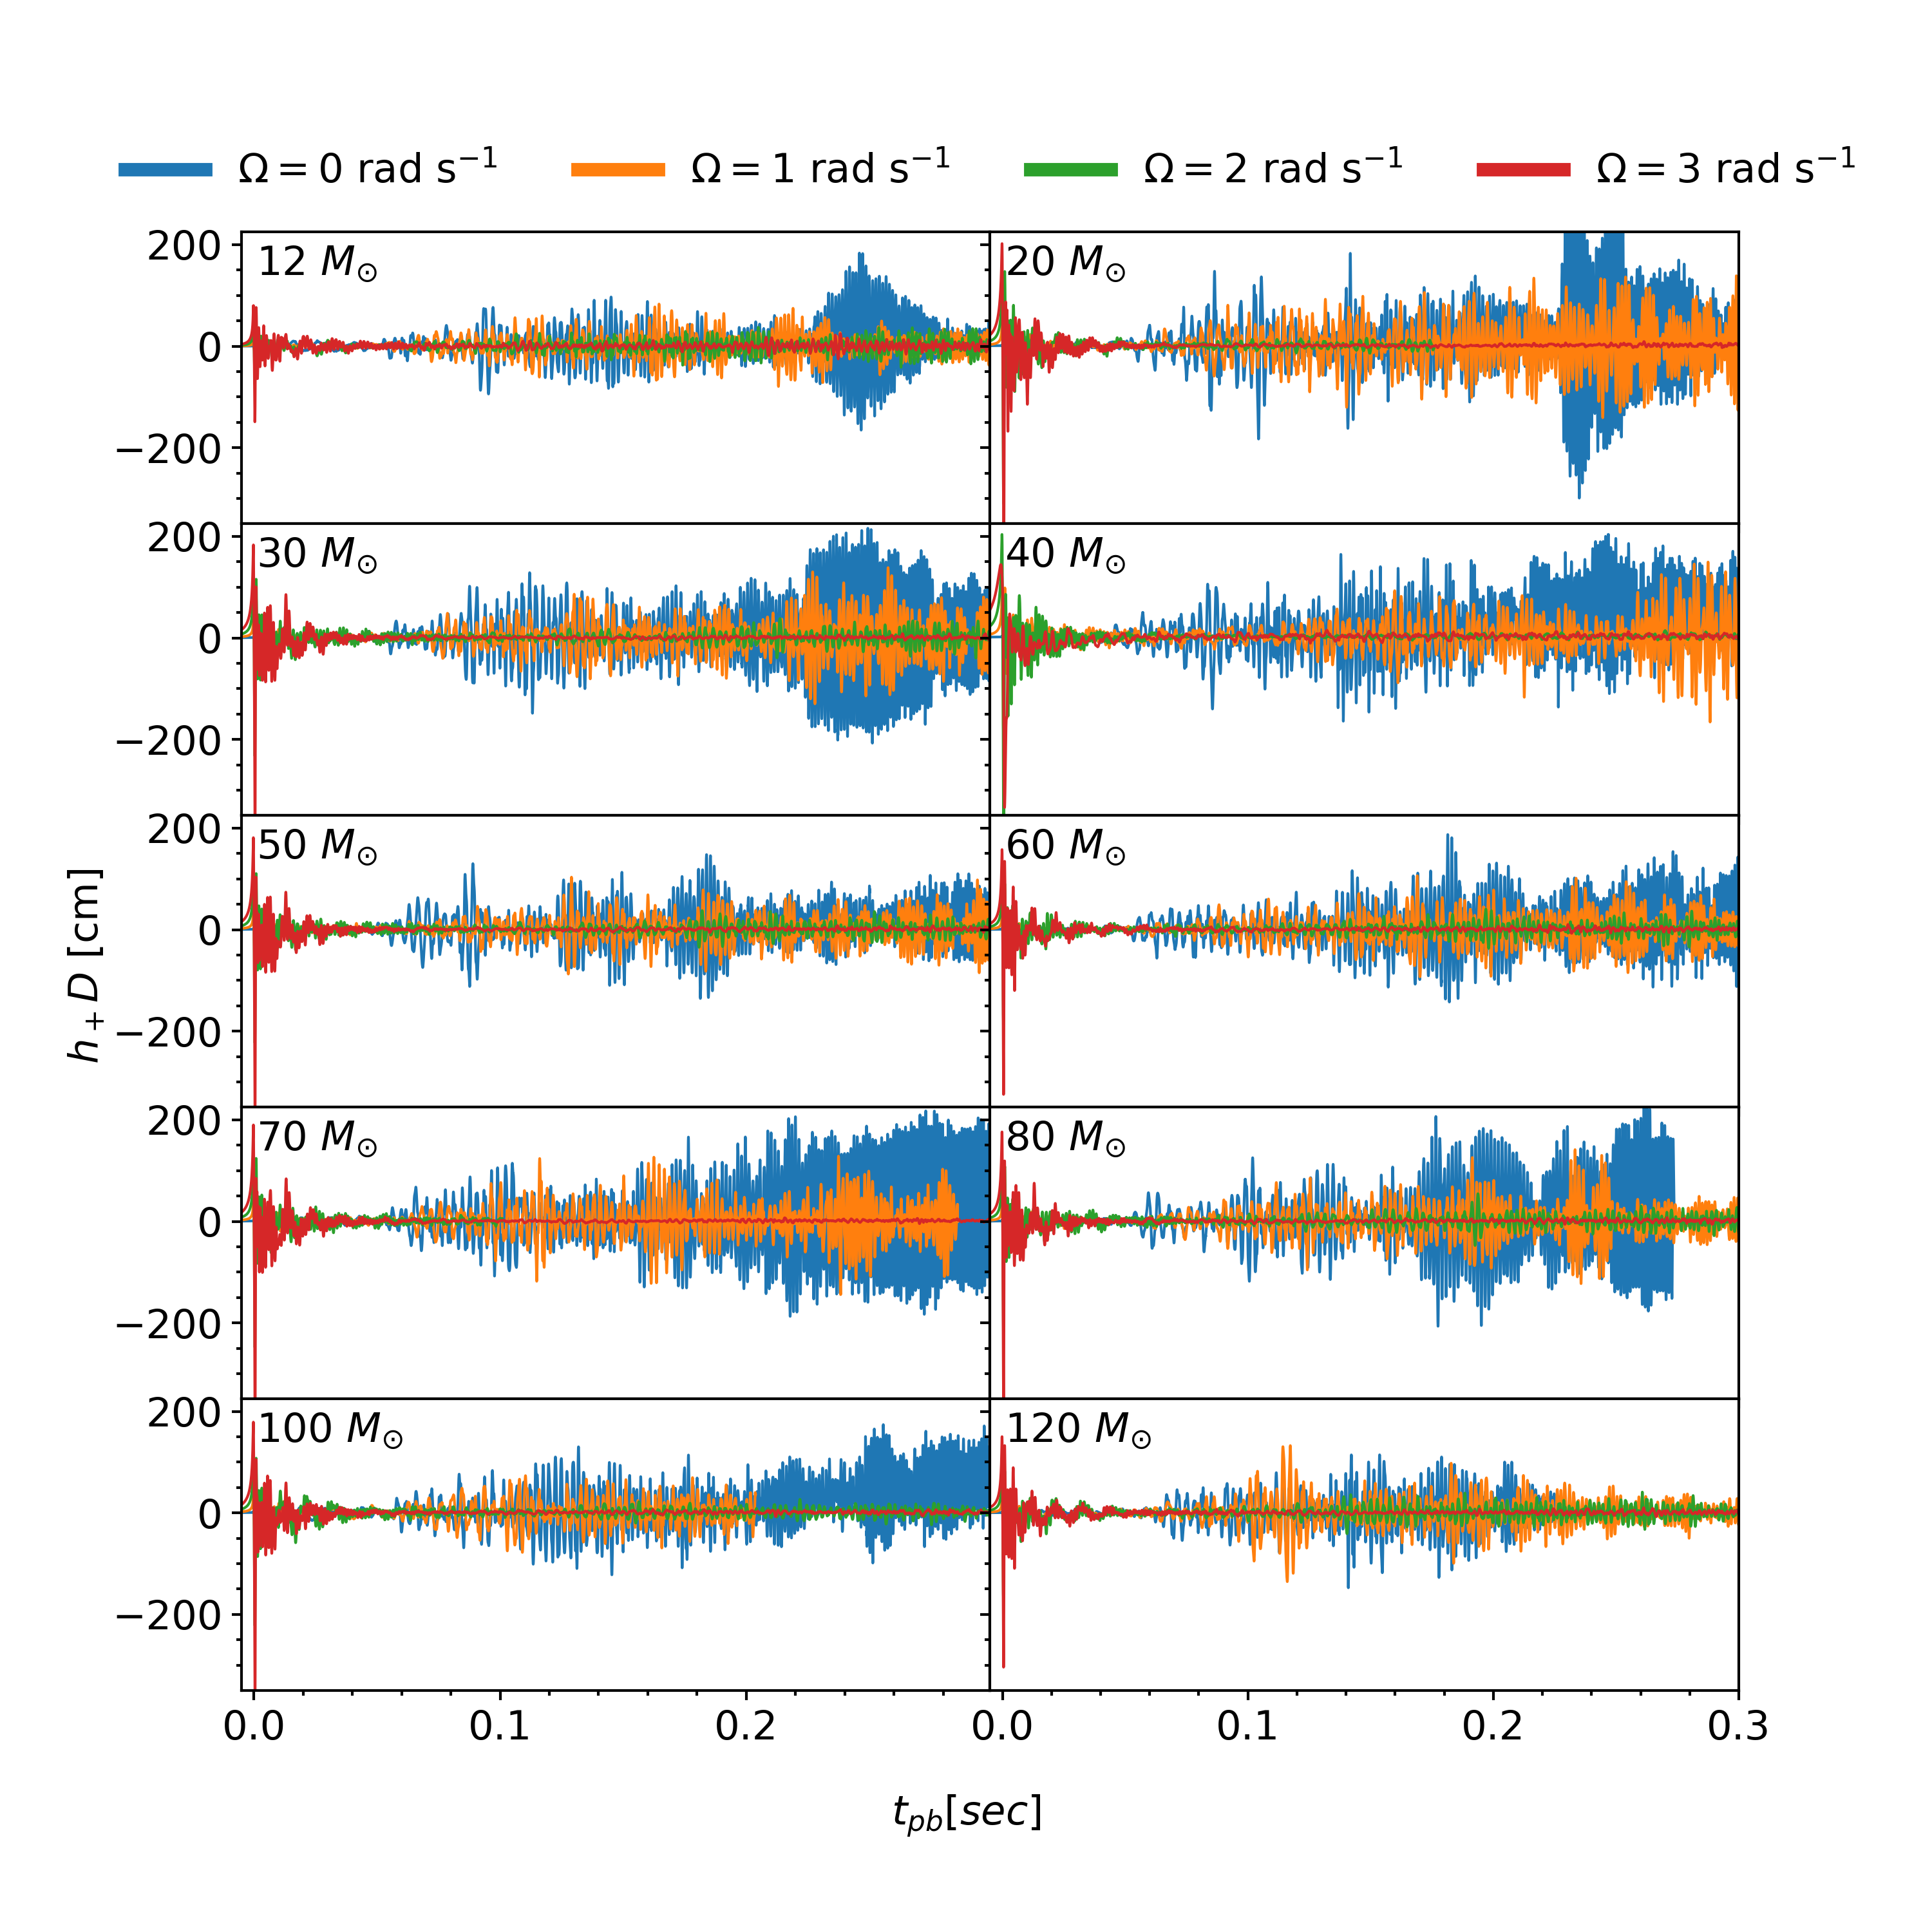 Ω = 0 rad s⁻¹ Ω = 1 rad s⁻¹ Ω = 2 rad s⁻¹ Ω = 3 rad s⁻¹
200
0
−200
12 M⊙
20 M⊙
200
0
−200
30 M⊙
40 M⊙
200
0
−200
50 M⊙
60 M⊙
200
0
−200
70 M⊙
80 M⊙
200
0
−200
100 M⊙
120 M⊙
h₊D [cm]
0.0 0.1 0.2 0.0 0.1 0.2 0.3
t_pb[sec]